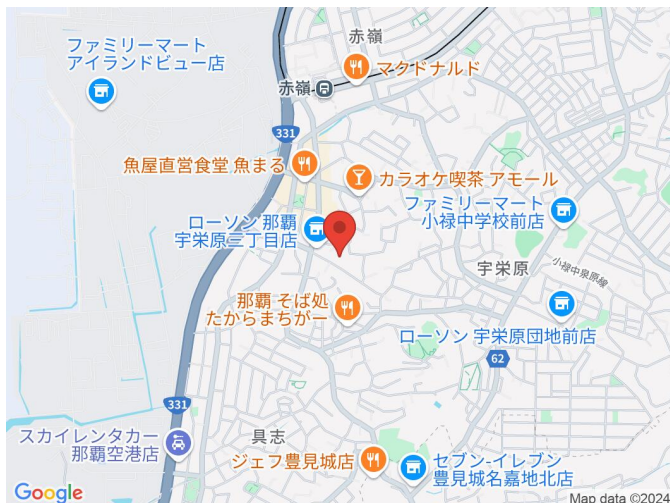 赤嶺
ファミリーマート
アイランドビュー店
マクドナルド
赤嶺
331
魚屋直営食堂 魚まる
カラオケ喫茶 アモール
ファミリーマート
小禄中学校前店
ローソン 那覇
宇栄原三丁目店
宇栄原
小禄中泉原線
那覇 そば処
たからまちがー
ローソン 宇栄原団地前店
62
331
スカイレンタカー
那覇空港店
具志
ジェフ豊見城店
セブン-イレブン
豊見城名嘉地北店
Google
Map data ©2024